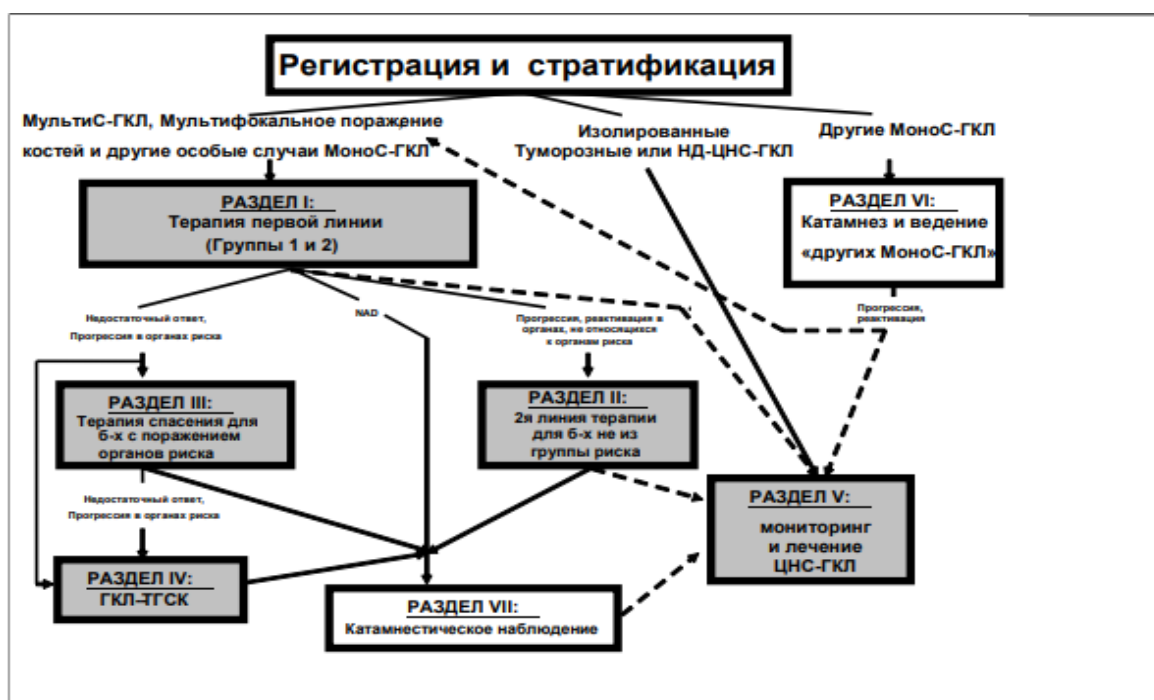 Регистрация и стратификация
МультиС-ГКЛ, Мультифокальное поражение
костей и другие особые случаи МоноС-ГКЛ
Изолированные
Туморозные или НД-ЦНС-ГКЛ
Другие МоноС-ГКЛ
РАЗДЕЛ I:
Терапия первой линии
(Группы 1 и 2)
РАЗДЕЛ VI:
Катамнез и ведение
«других МоноС-ГКЛ»
Недостаточный ответ,
Прогрессия в органах риска
NAD
Прогрессия, реактивация в
органах, не относящихся
к органам риска
Прогрессия,
реактивация
РАЗДЕЛ III:
Терапия спасения для
б-х с поражением
органов риска
РАЗДЕЛ II:
2я линия терапии
для б-х не из
группы риска
Недостаточный ответ,
Прогрессия в органах риска
РАЗДЕЛ V:
мониторинг
и лечение
ЦНС-ГКЛ
РАЗДЕЛ IV:
ГКЛ–ТГСК
РАЗДЕЛ VII:
Катамнестическое наблюдение